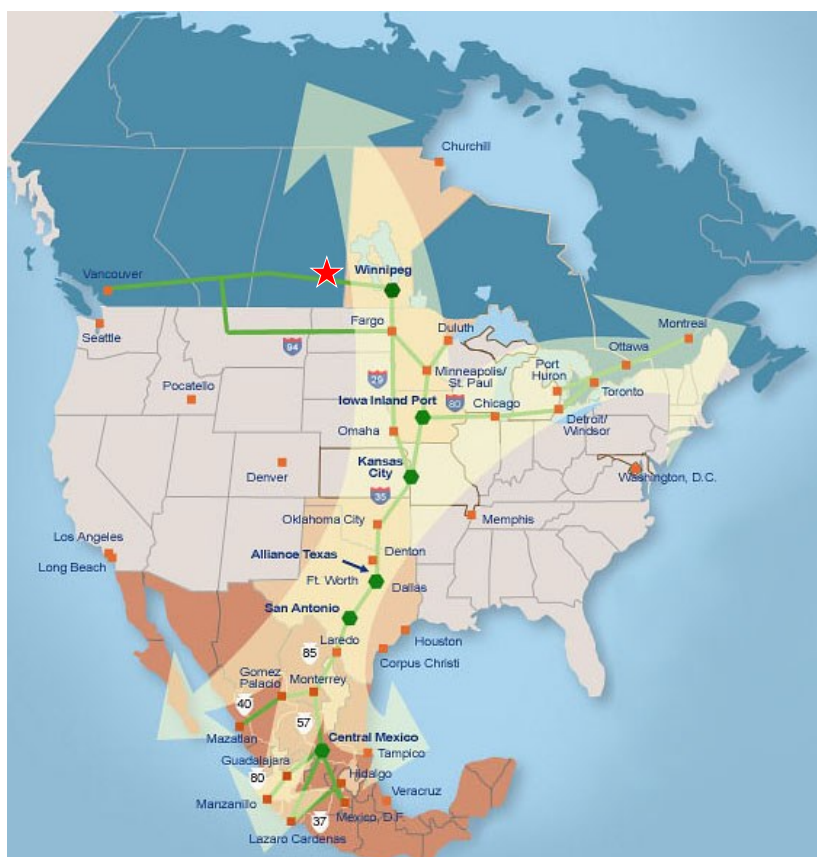 Churchill
Winnipeg
Vancouver
Fargo
Duluth
Seattle
94
Montreal
Ottawa
Port
Huron
Minneapolis/
St. Paul
29
Pocatello
Toronto
Iowa Inland Port
80
Chicago
Detroit/
Windsor
Omaha
Kansas
City
Denver
Washington, D.C.
35
Oklahoma City
Memphis
Los Angeles
Long Beach
Alliance Texas
Denton
Ft. Worth
Dallas
San Antonio
Laredo
Houston
85
Corpus Christi
Gomez
Palacio
Monterrey
40
57
Mazatlan
Central Mexico
Guadalajara
Tampico
80
Hidalgo
Manzanillo
Veracruz
37
Mexico, D.F.
Lazaro Cardenas